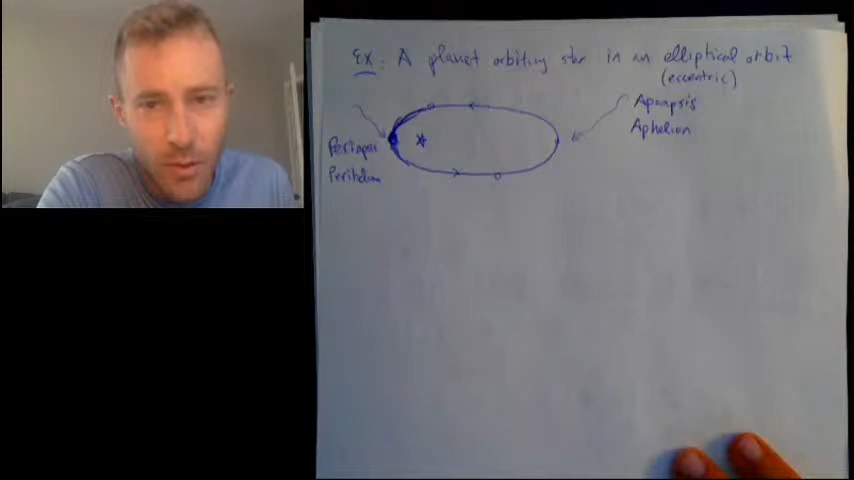 Ex: A planet orbiting star in an elliptical orbit
(eccentric)
Apoapsis
Aphelion
Periapsis
Perihelion